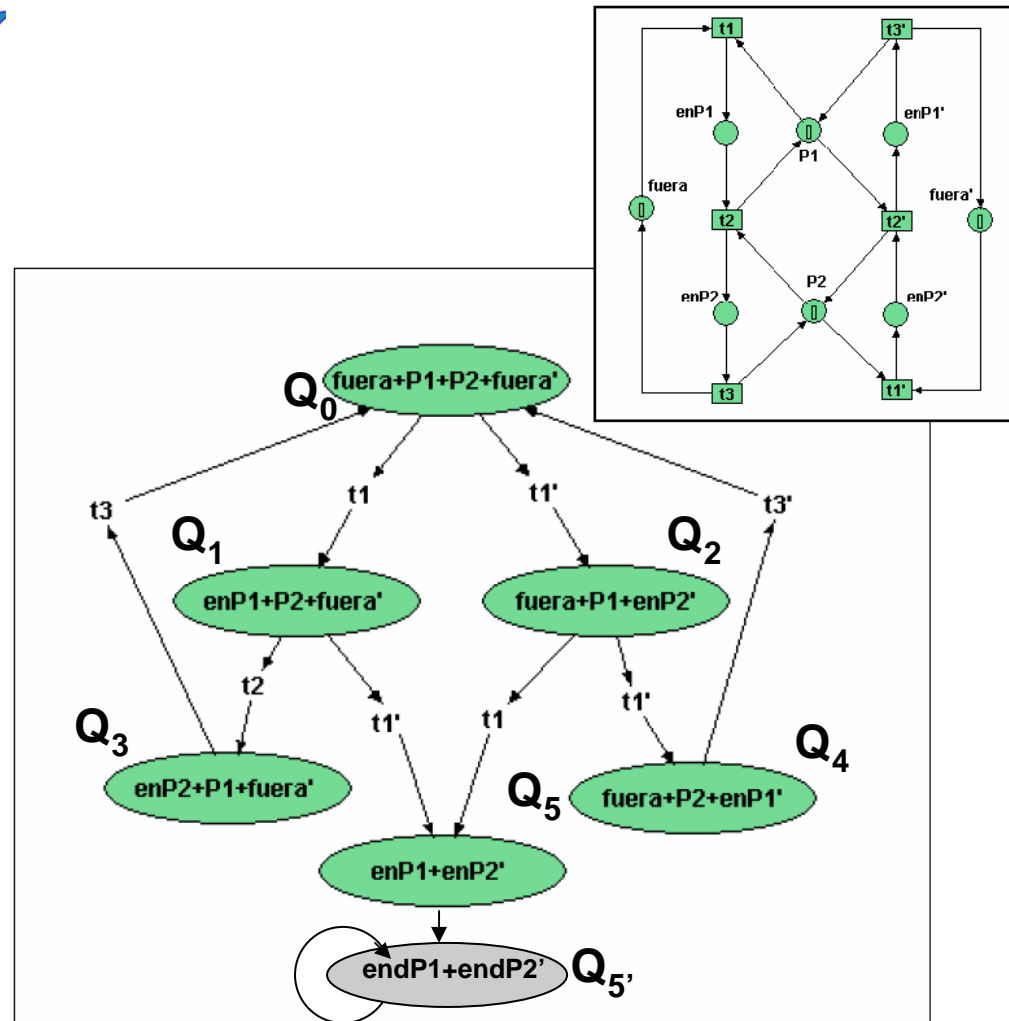 t1
t3'
enP1
enP1'
P1
fuera
fuera'
t2
t2'
P2
enP2
enP2'
t3
t1'
fuera+P1+P2+fuera'
Q0
t1
t1'
t3
t3'
Q1
Q2
enP1+P2+fuera'
fuera+P1+enP2'
t2
t1'
t1
t1'
Q3
Q4
enP2+P1+fuera'
Q5
fuera+P2+enP1'
enP1+enP2'
endP1+endP2’
Q5’